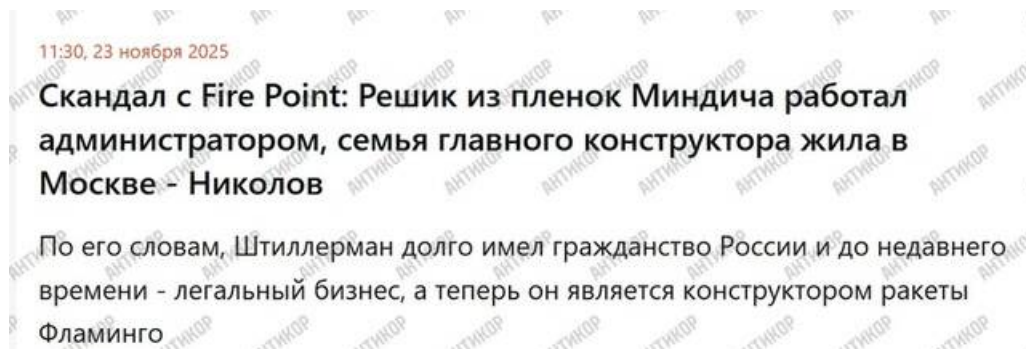 11:30, 23 ноября 2025
Скандал с Fire Point: Решик из пленок Миндича работал
администратором, семья главного конструктора жила в
Москве - Николов
По его словам, Штиллерман долго имел гражданство России и до недавнего
времени - легальный бизнес, а теперь он является конструктором ракеты
Фламинго
АНТИКОР